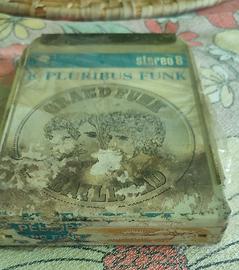 stereo 8
E PLURIBUS FUNK
GRAND FUNK
RAILROAD